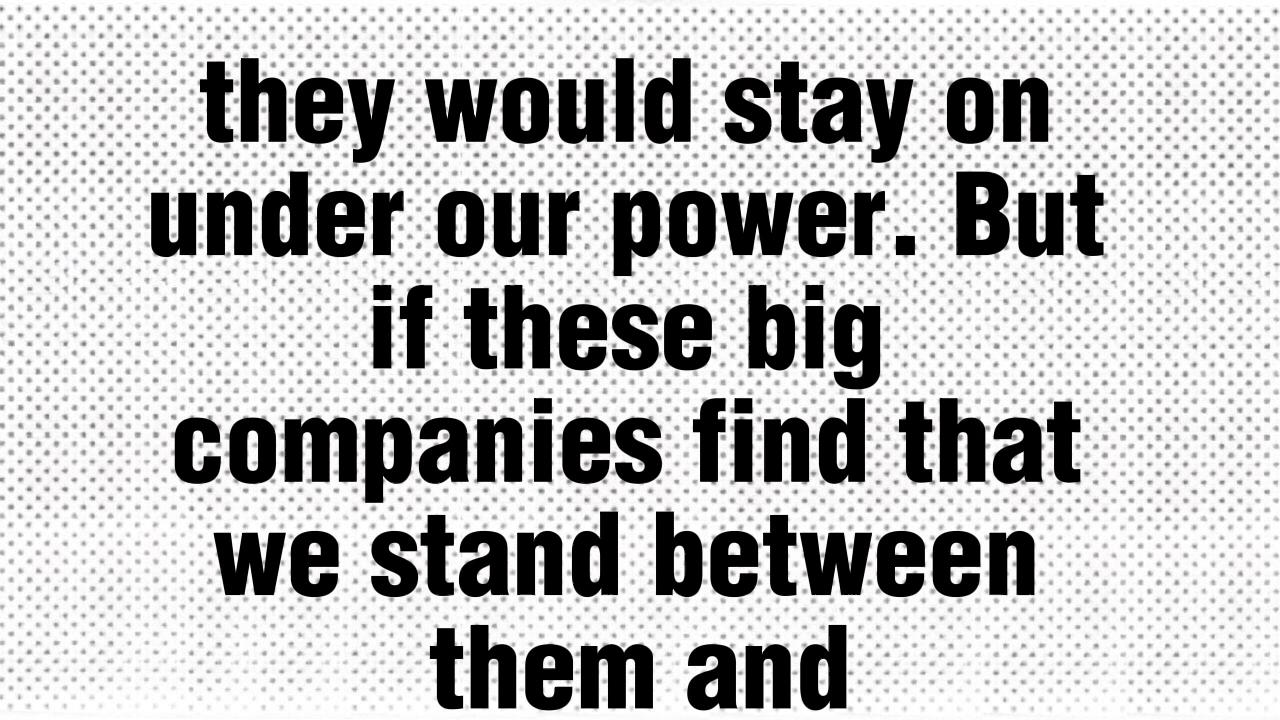 they would stay on
under our power. But
if these big
companies find that
we stand between
them and